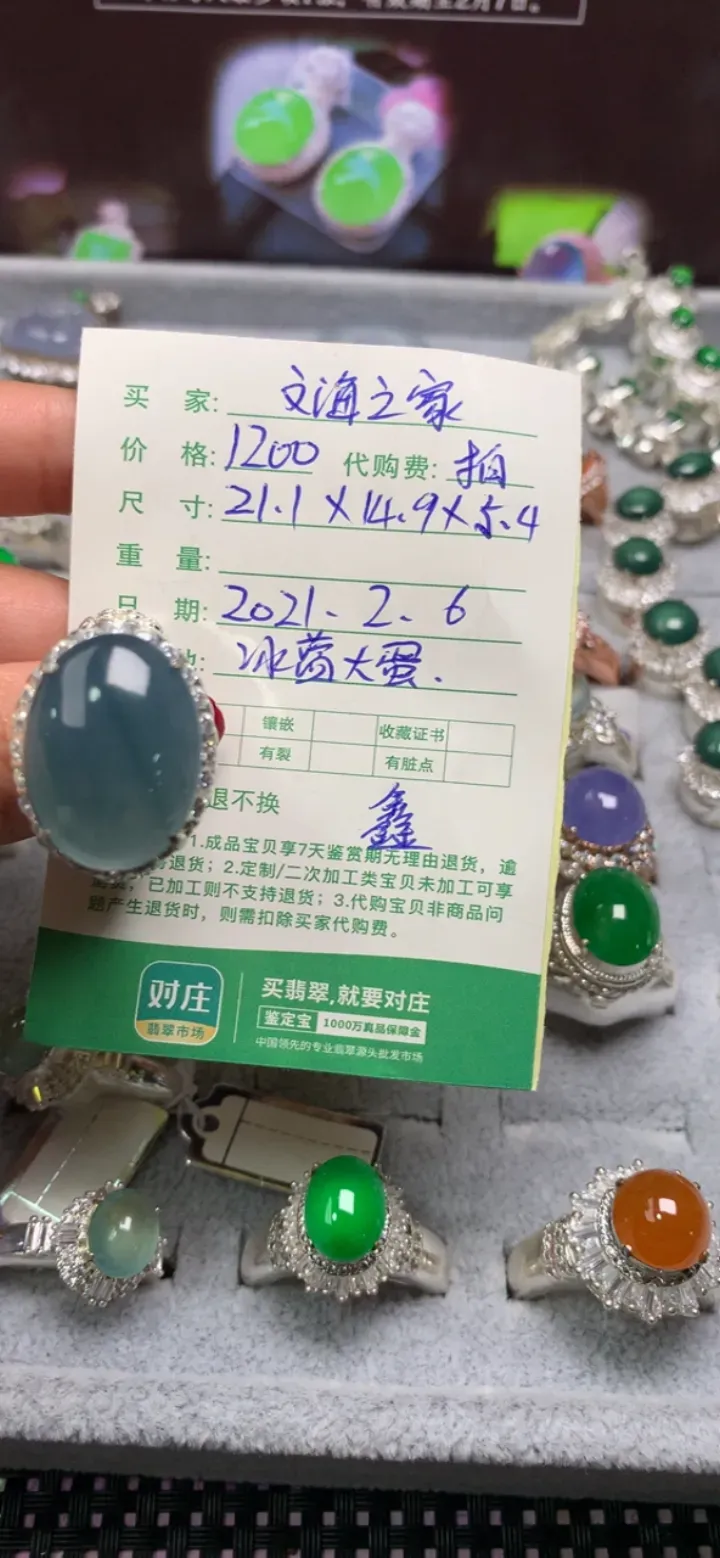 买 家: 文海之家
价 格: 1200 代购费: 拍
尺 寸: 21.1×14.9×5.4
重 量:
日 期: 2021.2.6
冰蓝大蛋.
镶嵌 收藏证书
有裂 有脏点
退不换
鑫
1.成品宝贝享7天鉴赏期无理由退货,逾
退货;2.定制/二次加工类宝贝未加工可享
已加工则不支持退货;3.代购宝贝非商品问
题产生退货时,则需扣除买家代购费。
对庄
翡翠市场
买翡翠,就要对庄
鉴定宝 1000万真品保障金
中国领先的专业翡翠源头批发市场